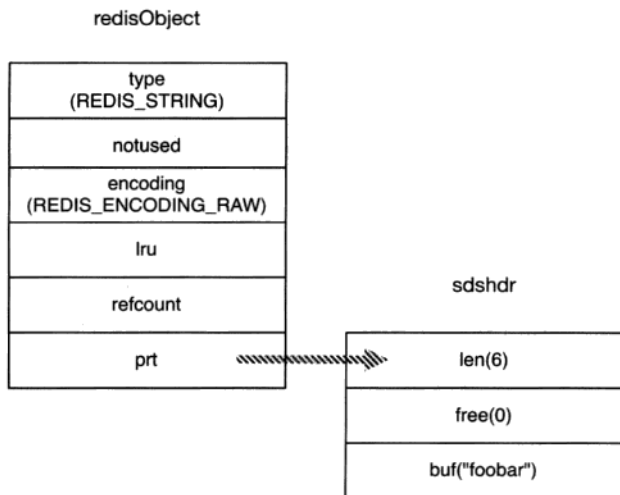 redisObject
type
(REDIS_STRING)
notused
encoding
(REDIS_ENCODING_RAW)
lru
refcount
prt
sdshdr
len(6)
free(0)
buf("foobar")